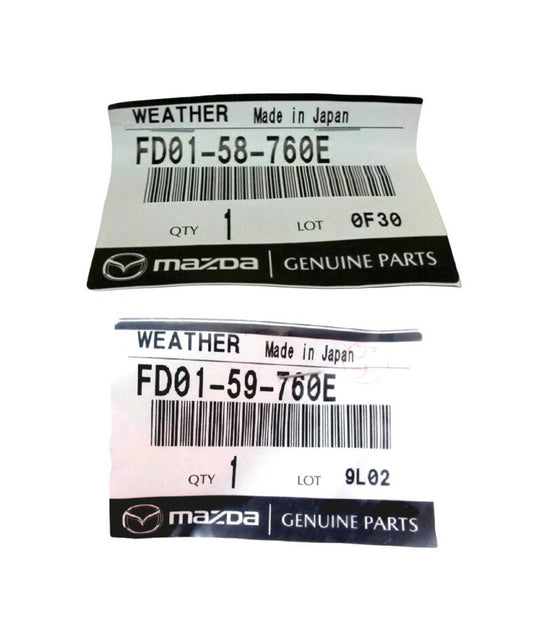 WEATHER Made in Japan
FD01-58-760E
QTY 1 LOT 0F30
mazda GENUINE PARTS
WEATHER Made in Japan
FD01-59-760E
QTY 1 LOT 9L02
mazda GENUINE PARTS